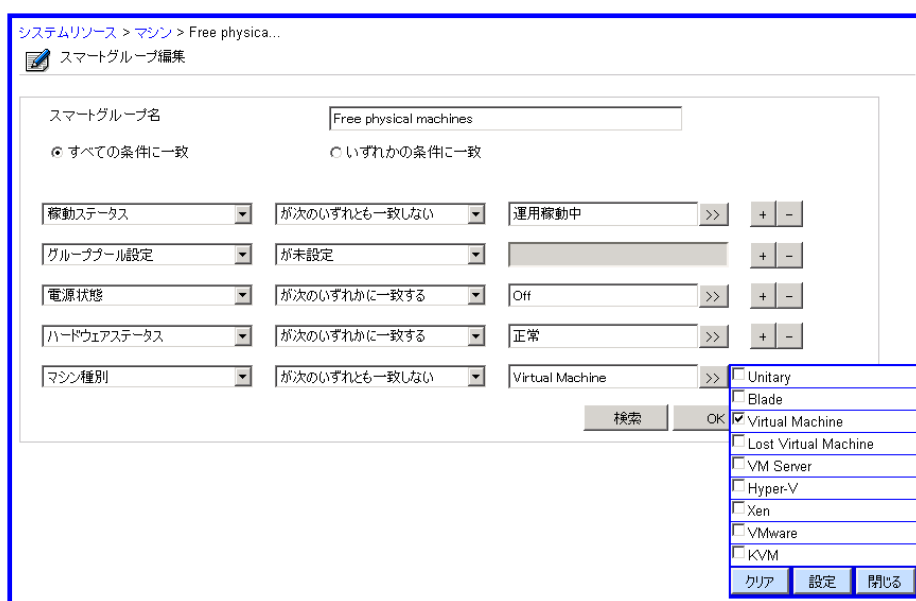 システムリソース > マシン > Free physica...
スマートグループ編集
スマートグループ名 Free physical machines
すべての条件に一致 いずれかの条件に一致
稼動ステータス が次のいずれとも一致しない 運用稼動中 >> + -
グループプール設定 が未設定 + -
電源状態 が次のいずれかに一致する Off >> + -
ハードウェアステータス が次のいずれかに一致する 正常 >> + -
マシン種別 が次のいずれとも一致しない Virtual Machine >>
検索 OK
Unitary
Blade
Virtual Machine
Lost Virtual Machine
VM Server
Hyper-V
Xen
VMware
KVM
クリア 設定 閉じる